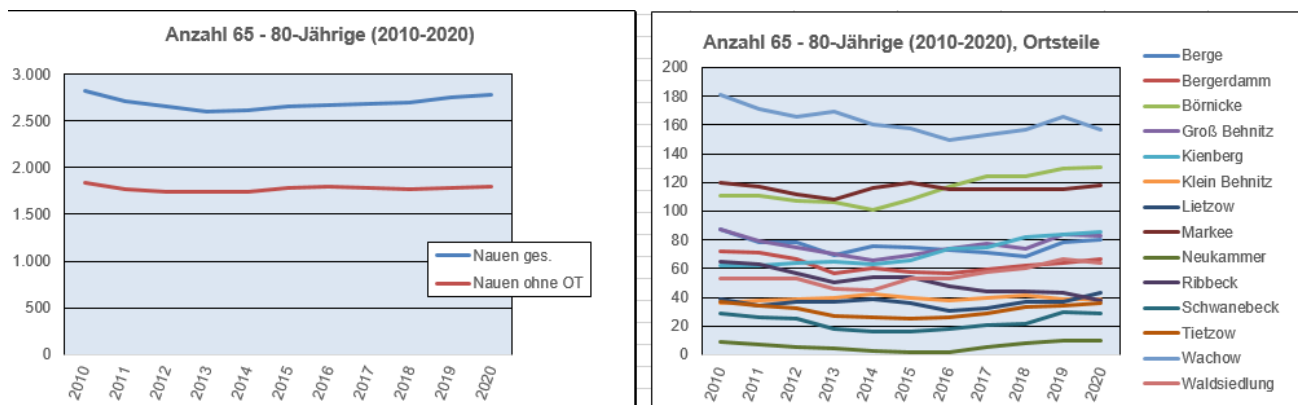 Anzahl 65 - 80-Jährige (2010-2020)
3.000
2.500
2.000
1.500
1.000
500
0
Nauen ges.
Nauen ohne OT
2010
2011
2012
2013
2014
2015
2016
2017
2018
2019
2020
Anzahl 65 - 80-Jährige (2010-2020), Ortsteile
200
180
160
140
120
100
80
60
40
20
0
2010
2011
2012
2013
2014
2015
2016
2017
2018
2019
2020
Berge
Bergerdamm
Börnicke
Groß Behnitz
Kienberg
Klein Behnitz
Lietzow
Markee
Neukammer
Ribbeck
Schwanebeck
Tietzow
Wachow
Waldsiedlung